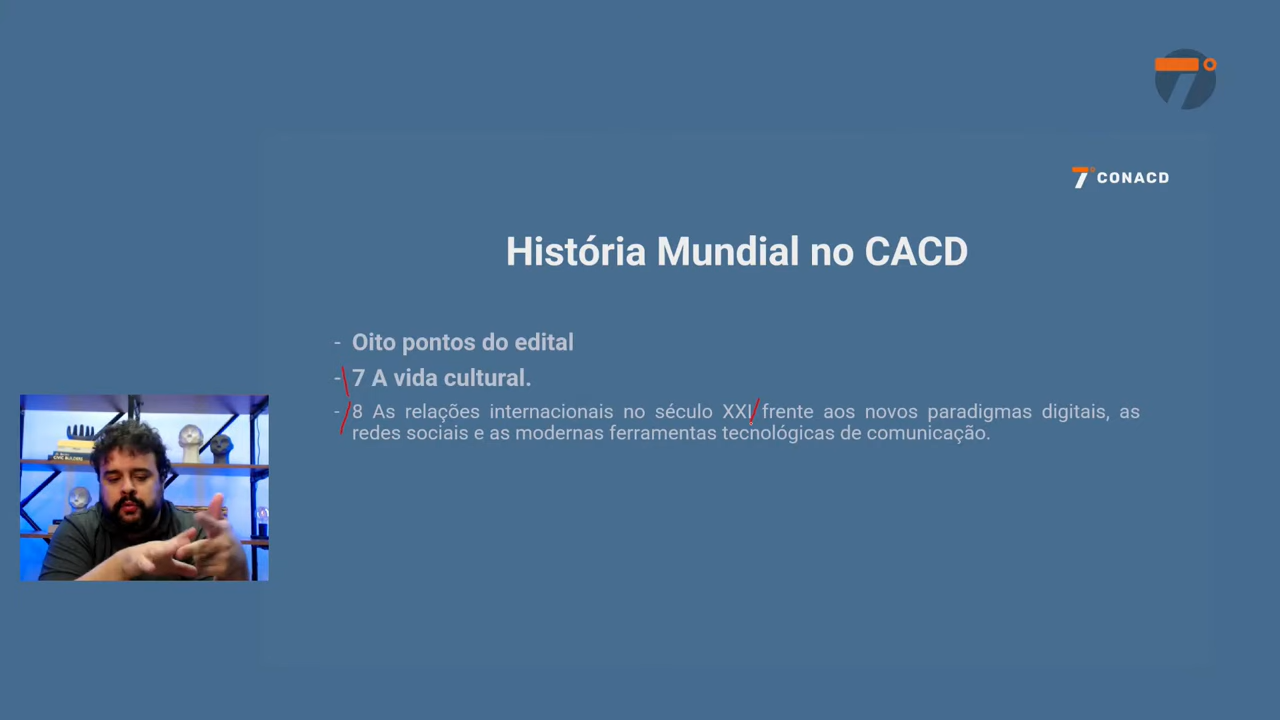 7° CONACD
História Mundial no CACD
- Oito pontos do edital
- 7 A vida cultural.
- 8 As relações internacionais no século XXI frente aos novos paradigmas digitais, as
redes sociais e as modernas ferramentas tecnológicas de comunicação.